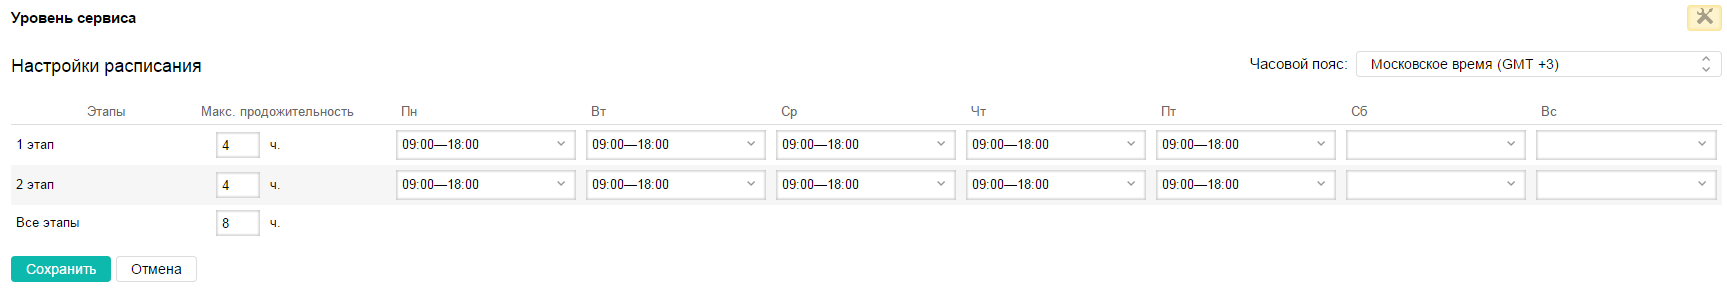 Уровень сервиса
Настройки расписания
Часовой пояс: Московское время (GMT +3)
Этапы Макс. продожительность Пн Вт Ср Чт Пт Сб Вс
1 этап 4 ч. 09:00—18:00 09:00—18:00 09:00—18:00 09:00—18:00 09:00—18:00
2 этап 4 ч. 09:00—18:00 09:00—18:00 09:00—18:00 09:00—18:00 09:00—18:00
Все этапы 8 ч.
Сохранить Отмена